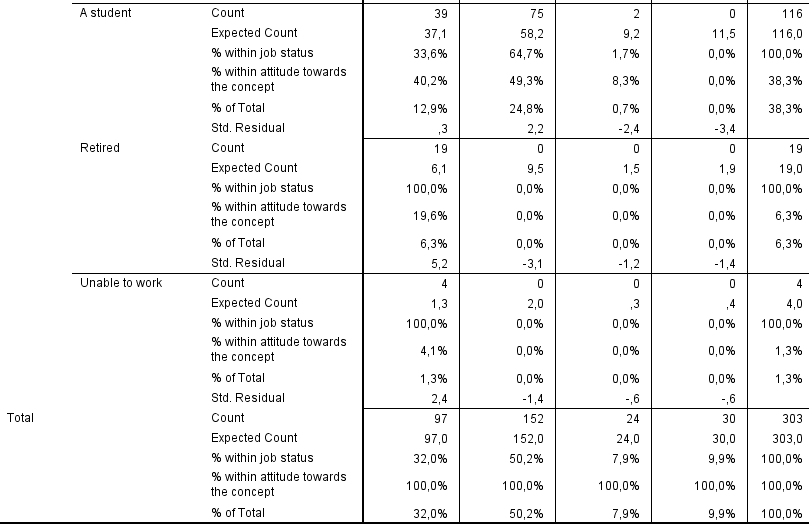 A student Count 39 75 2 0 116
Expected Count 37,1 58,2 9,2 11,5 116,0
% within job status 33,6% 64,7% 1,7% 0,0% 100,0%
% within attitude towards
the concept 40,2% 49,3% 8,3% 0,0% 38,3%
% of Total 12,9% 24,8% 0,7% 0,0% 38,3%
Std. Residual ,3 2,2 -2,4 -3,4
Retired Count 19 0 0 0 19
Expected Count 6,1 9,5 1,5 1,9 19,0
% within job status 100,0% 0,0% 0,0% 0,0% 100,0%
% within attitude towards
the concept 19,6% 0,0% 0,0% 0,0% 6,3%
% of Total 6,3% 0,0% 0,0% 0,0% 6,3%
Std. Residual 5,2 -3,1 -1,2 -1,4
Unable to work Count 4 0 0 0 4
Expected Count 1,3 2,0 ,3 ,4 4,0
% within job status 100,0% 0,0% 0,0% 0,0% 100,0%
% within attitude towards
the concept 4,1% 0,0% 0,0% 0,0% 1,3%
% of Total 1,3% 0,0% 0,0% 0,0% 1,3%
Std. Residual 2,4 -1,4 -,6 -,6
Total Count 97 152 24 30 303
Expected Count 97,0 152,0 24,0 30,0 303,0
% within job status 32,0% 50,2% 7,9% 9,9% 100,0%
% within attitude towards
the concept 100,0% 100,0% 100,0% 100,0% 100,0%
% of Total 32,0% 50,2% 7,9% 9,9% 100,0%